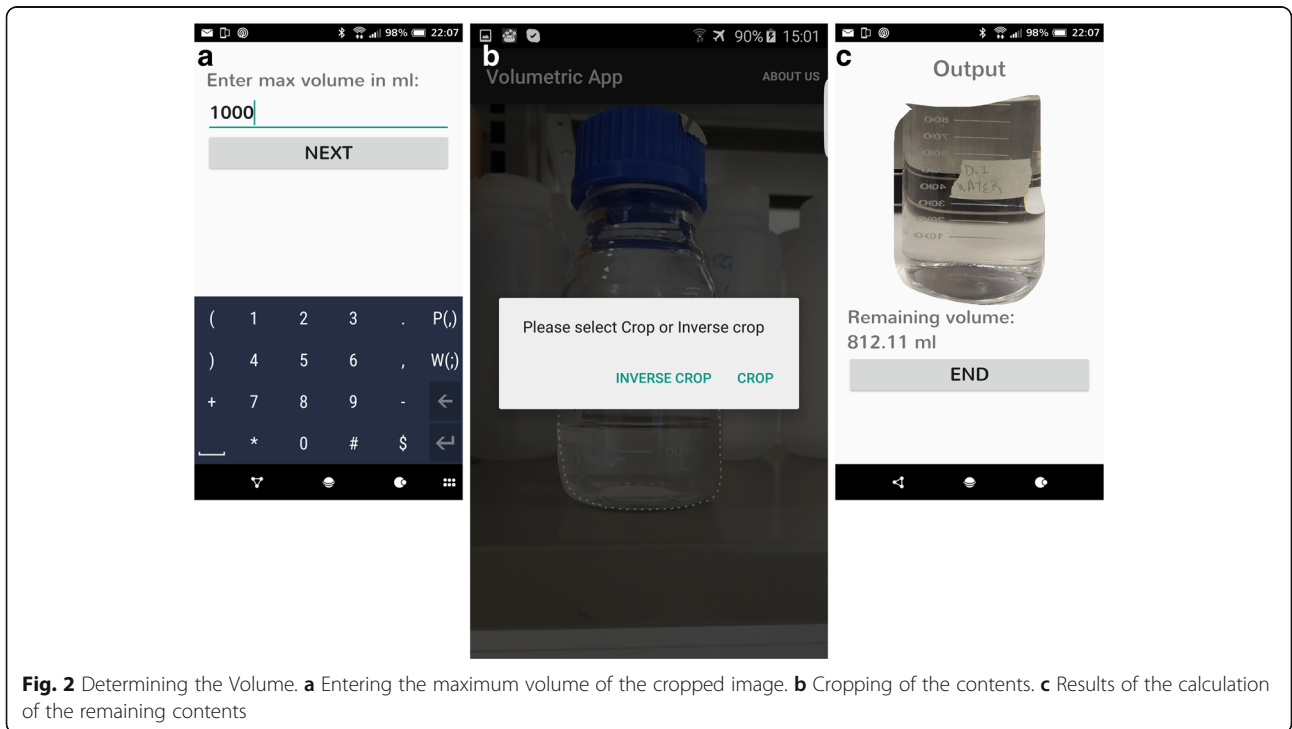 98% 22:07
a
Enter max volume in ml:
1000
NEXT
( 1 2 3 . P(,)
) 4 5 6 , W(;)
+ 7 8 9 -
* 0 # $
90% 15:01
b
Volumetric App ABOUT US
Please select Crop or Inverse crop
INVERSE CROP CROP
98% 22:07
c
Output
D.I
WATER
Remaining volume:
812.11 ml
END
Fig. 2 Determining the Volume. a Entering the maximum volume of the cropped image. b Cropping of the contents. c Results of the calculation
of the remaining contents